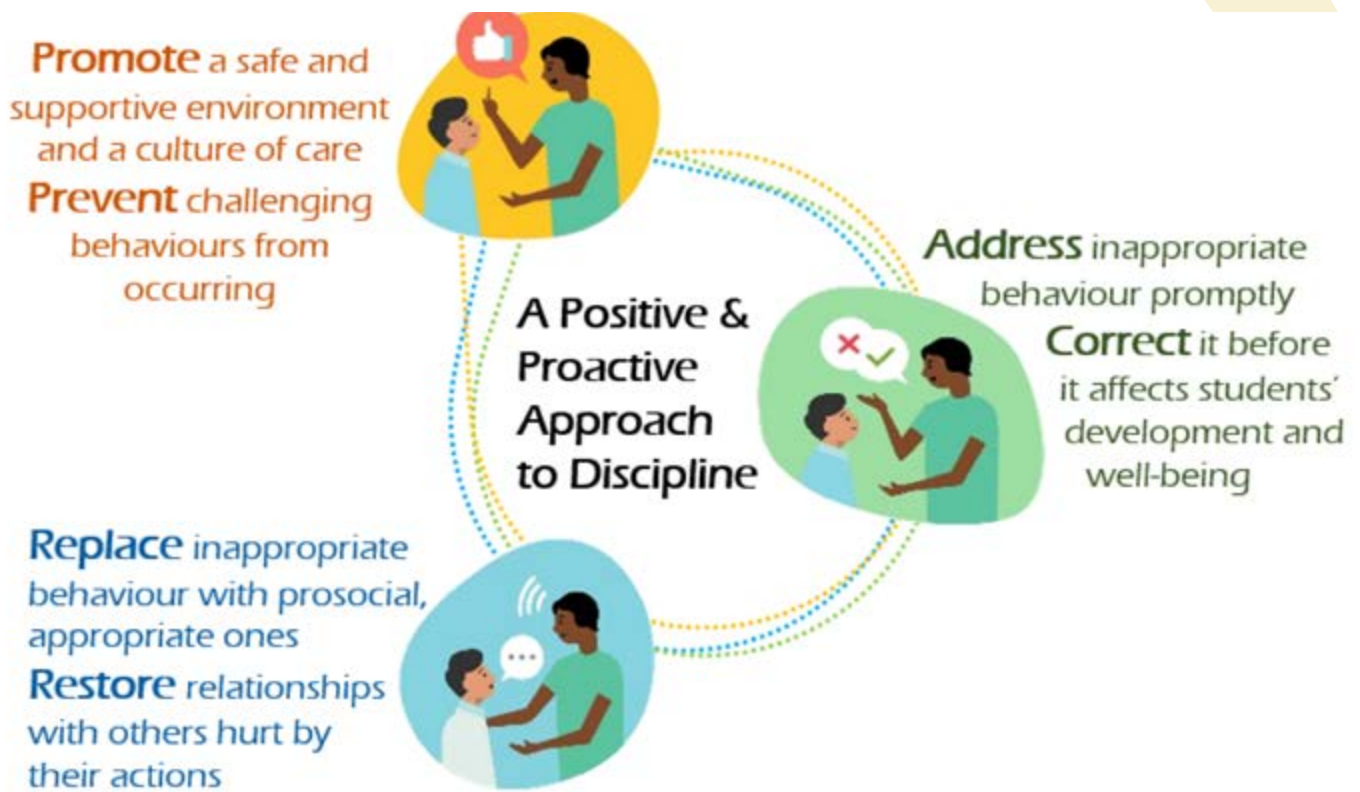 Promote a safe and
supportive environment
and a culture of care
Prevent challenging
behaviours from
occurring
A Positive &
Proactive
Approach
to Discipline
Address inappropriate
behaviour promptly
Correct it before
it affects students'
development and
well-being
Replace inappropriate
behaviour with prosocial,
appropriate ones
Restore relationships
with others hurt by
their actions